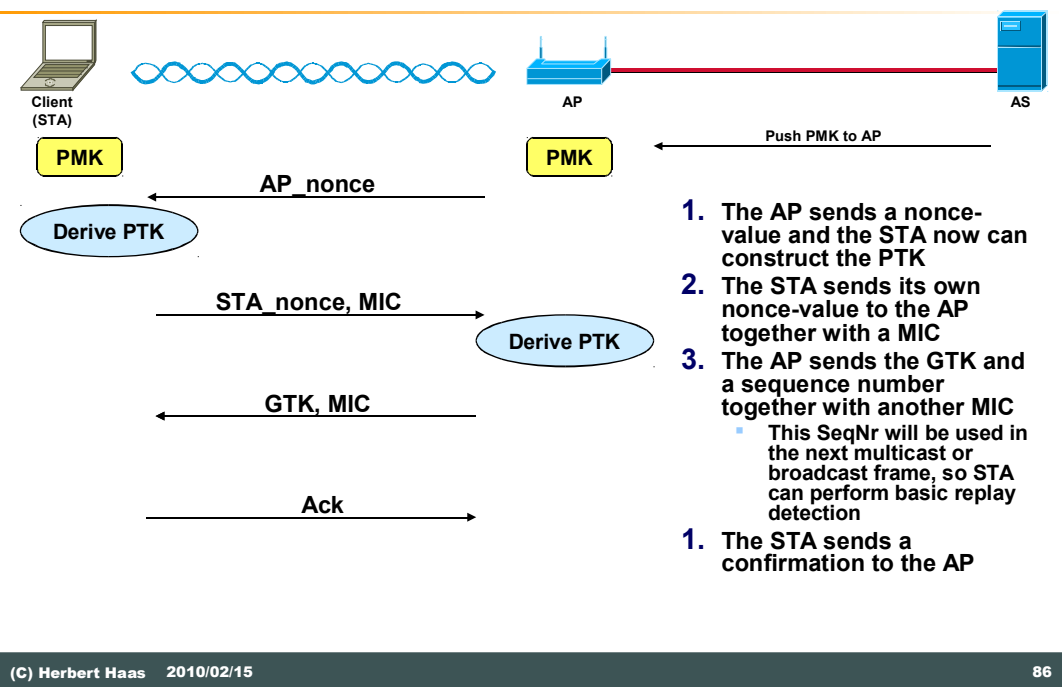 Client
(STA)
AP
AS
Push PMK to AP
PMK
PMK
AP_nonce
Derive PTK
STA_nonce, MIC
Derive PTK
GTK, MIC
Ack
1. The AP sends a nonce-
value and the STA now can
construct the PTK
2. The STA sends its own
nonce-value to the AP
together with a MIC
3. The AP sends the GTK and
a sequence number
together with another MIC
This SeqNr will be used in
the next multicast or
broadcast frame, so STA
can perform basic replay
detection
1. The STA sends a
confirmation to the AP
(C) Herbert Haas 2010/02/15
86